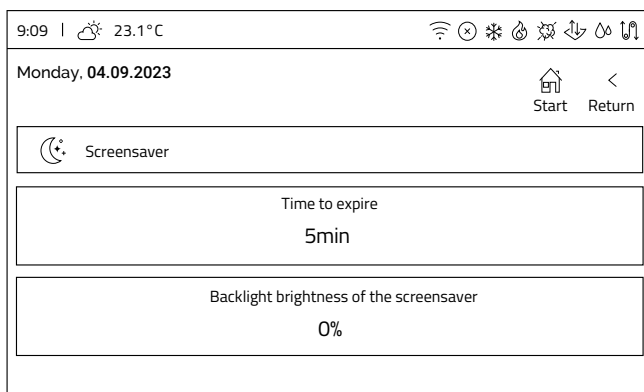 9:09 | 23.1°C
Monday, 04.09.2023
Start Return
Screensaver
Time to expire
5min
Backlight brightness of the screensaver
0%